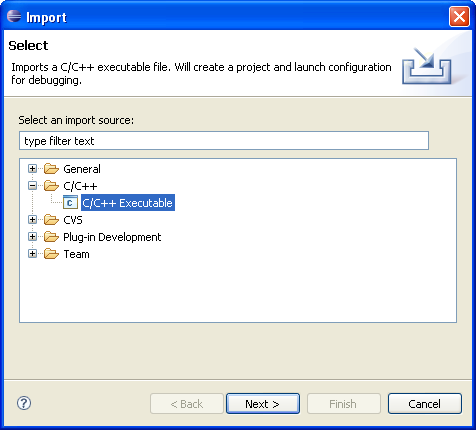 Import
Select
Imports a C/C++ executable file. Will create a project and launch configuration
for debugging.
Select an import source:
type filter text
General
C/C++
C/C++ Executable
CVS
Plug-in Development
Team
< Back
Next >
Finish
Cancel